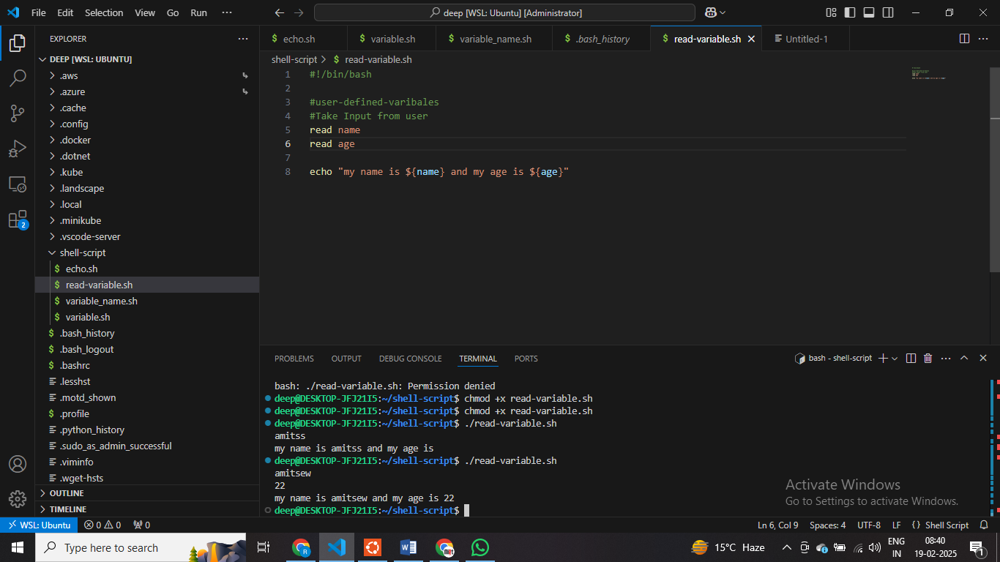 File Edit Selection View Go Run ···
deep [WSL: Ubuntu] [Administrator]
EXPLORER ···
DEEP [WSL: UBUNTU]
.aws
.azure
.cache
.config
.docker
.dotnet
.kube
.landscape
.local
.minikube
.vscode-server
shell-script
$ echo.sh
$ read-variable.sh
$ variable_name.sh
$ variable.sh
$ .bash_history
$ .bash_logout
$ .bashrc
.lesshst
.motd_shown
$ .profile
.python_history
.sudo_as_admin_successful
.viminfo
.wget-hsts
OUTLINE
TIMELINE
2
$ echo.sh $ variable.sh $ variable_name.sh $ .bash_history $ read-variable.sh Untitled-1 ···
shell-script > $ read-variable.sh
1 #!/bin/bash
2
3 #user-defined-varibales
4 #Take Input from user
5 read name
6 read age
7
8 echo "my name is ${name} and my age is ${age}"
PROBLEMS OUTPUT DEBUG CONSOLE TERMINAL PORTS
bash - shell-script ···
bash: ./read-variable.sh: Permission denied
deep@DESKTOP-JFJ21I5:~/shell-script$ chmod +x read-variable.sh
deep@DESKTOP-JFJ21I5:~/shell-script$ chmod +x read-variable.sh
deep@DESKTOP-JFJ21I5:~/shell-script$ ./read-variable.sh
amitss
my name is amitss and my age is
deep@DESKTOP-JFJ21I5:~/shell-script$ ./read-variable.sh
amitsew
22
my name is amitsew and my age is 22
deep@DESKTOP-JFJ21I5:~/shell-script$
Activate Windows
Go to Settings to activate Windows.
WSL: Ubuntu 0 0 0
Ln 6, Col 9 Spaces: 4 UTF-8 LF {} Shell Script
Type here to search
15°C Haze
ENG
IN
08:40
19-02-2025
1